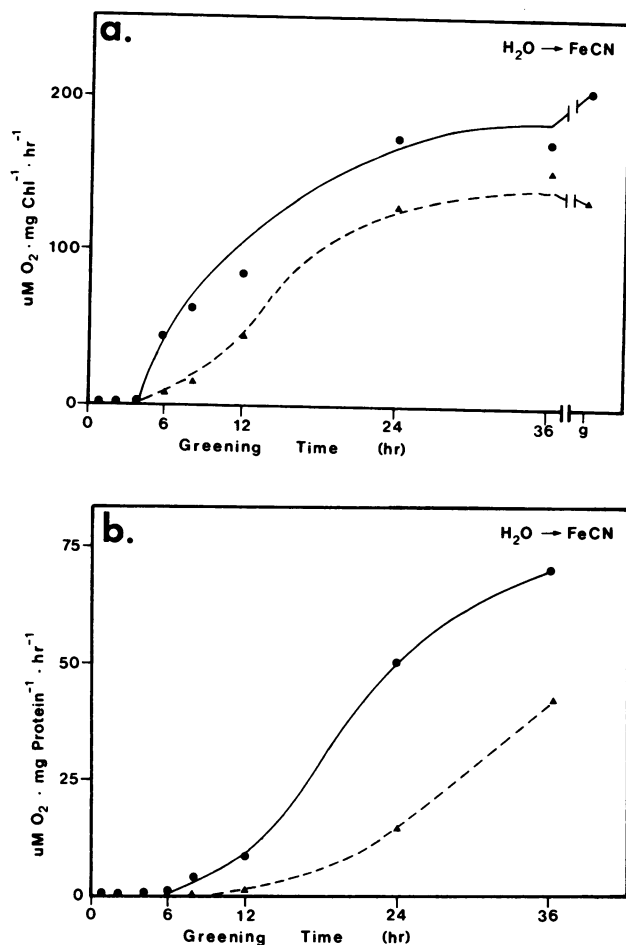 a.
H₂O → FeCN
200
100
0
uM O₂ · mg Chl⁻¹ · hr⁻¹
0 6 12 24 36 g
Greening Time (hr)
b.
H₂O → FeCN
75
50
25
0
uM O₂ · mg Protein⁻¹ · hr⁻¹
0 6 12 24 36
Greening Time (hr)